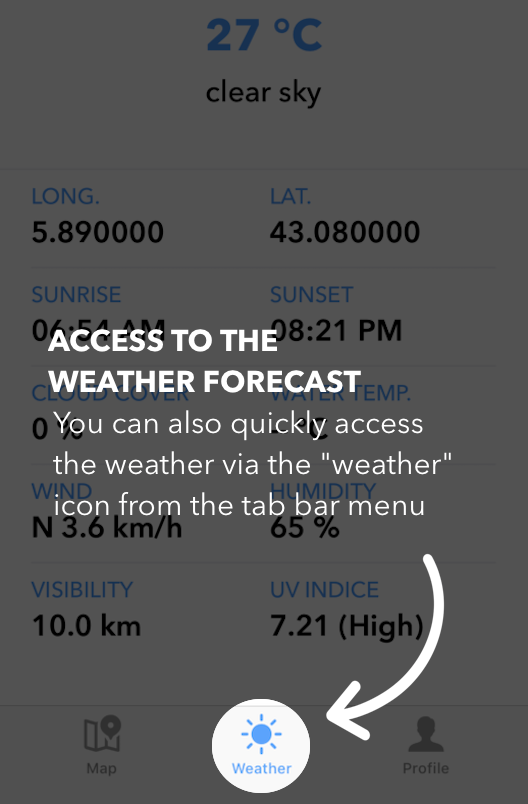 27 °C
clear sky
LONG.
LAT.
5.890000
43.080000
SUNRISE
SUNSET
06:54 AM
08:21 PM
ACCESS TO THE
WEATHER FORECAST
CLOUD COVER
WATER TEMP.
0 %
- °C
You can also quickly access
the weather via the "weather"
icon from the tab bar menu
WIND
HUMIDITY
N 3.6 km/h
65 %
VISIBILITY
UV INDICE
10.0 km
7.21 (High)
Map
Weather
Profile